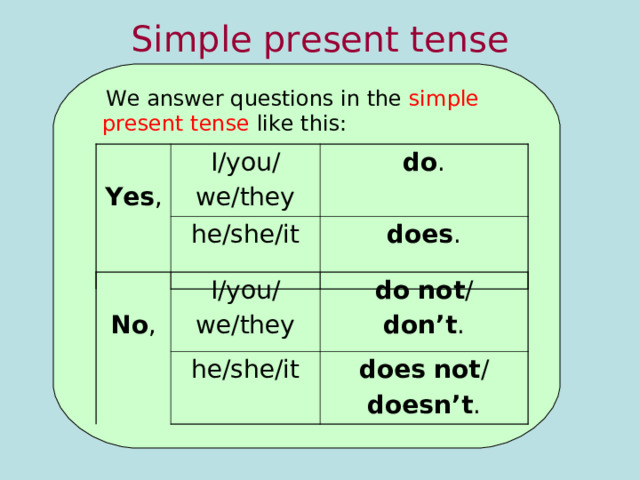 Simple present tense
We answer questions in the simple
present tense like this:
Yes,
I/you/
we/they
do.
he/she/it
does.
No,
I/you/
we/they
do not/
don’t.
he/she/it
does not/
doesn’t.